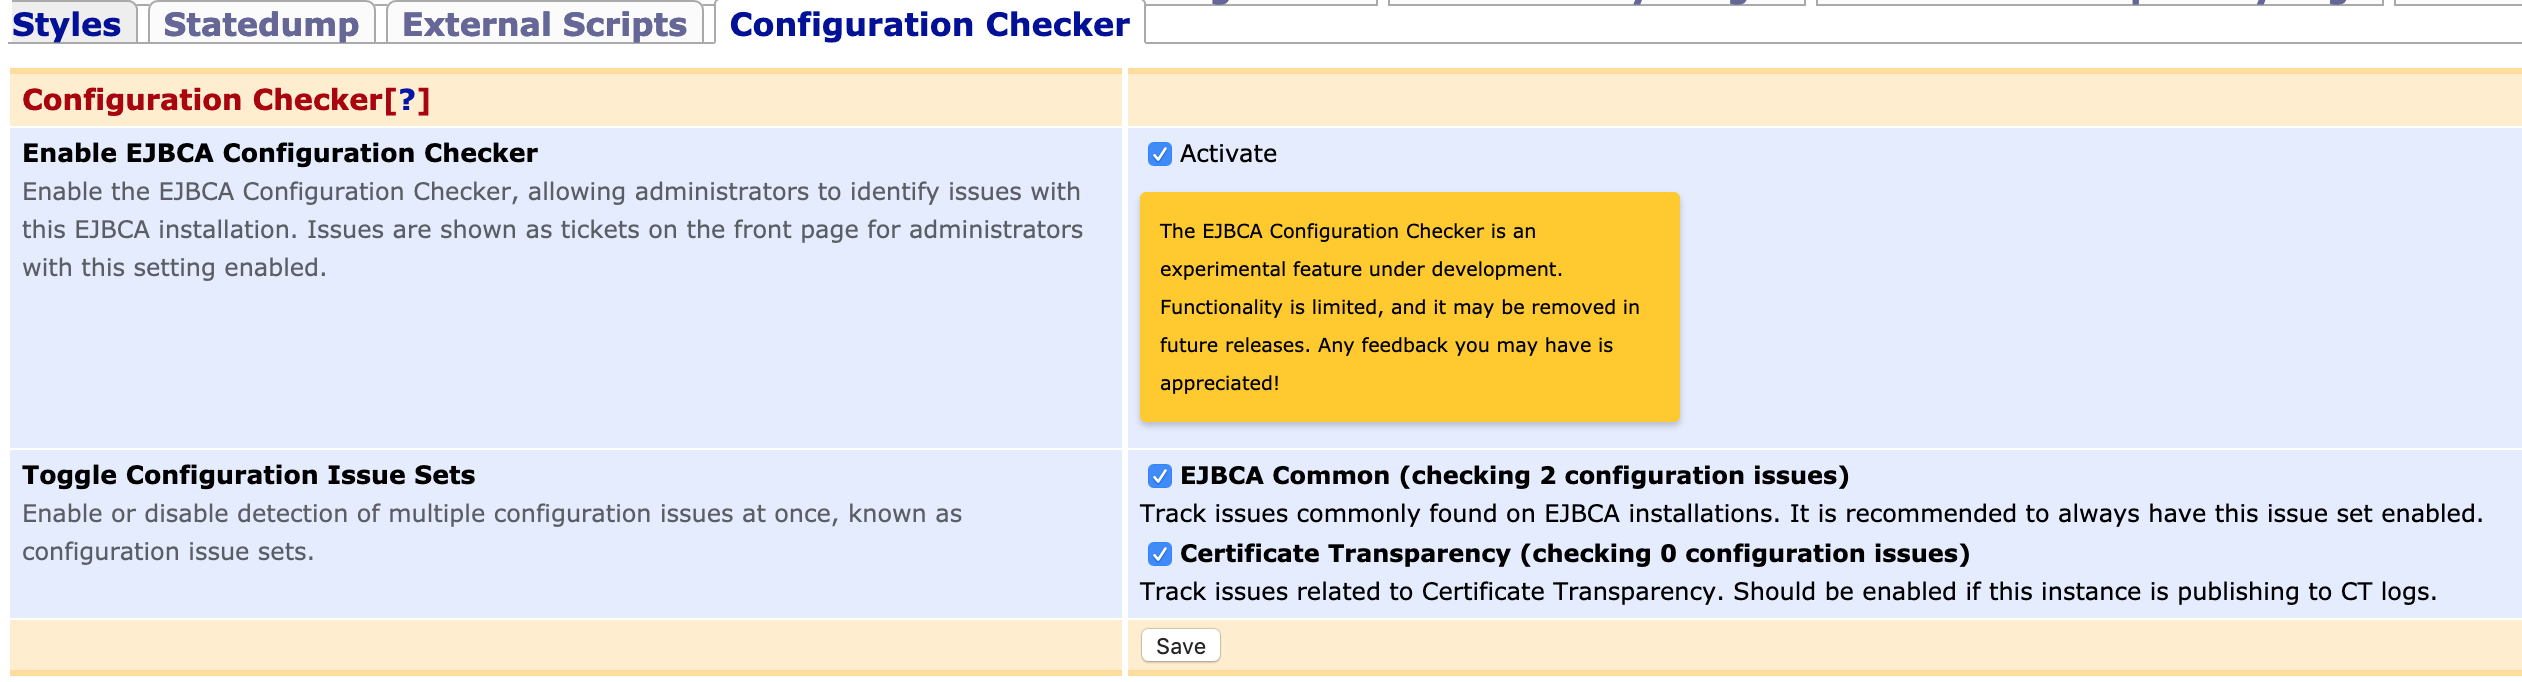 Styles Statedump External Scripts Configuration Checker
Configuration Checker[?]
Enable EJBCA Configuration Checker
Enable the EJBCA Configuration Checker, allowing administrators to identify issues with
this EJBCA installation. Issues are shown as tickets on the front page for administrators
with this setting enabled.
Activate
The EJBCA Configuration Checker is an
experimental feature under development.
Functionality is limited, and it may be removed in
future releases. Any feedback you may have is
appreciated!
Toggle Configuration Issue Sets
Enable or disable detection of multiple configuration issues at once, known as
configuration issue sets.
EJBCA Common (checking 2 configuration issues)
Track issues commonly found on EJBCA installations. It is recommended to always have this issue set enabled.
Certificate Transparency (checking 0 configuration issues)
Track issues related to Certificate Transparency. Should be enabled if this instance is publishing to CT logs.
Save